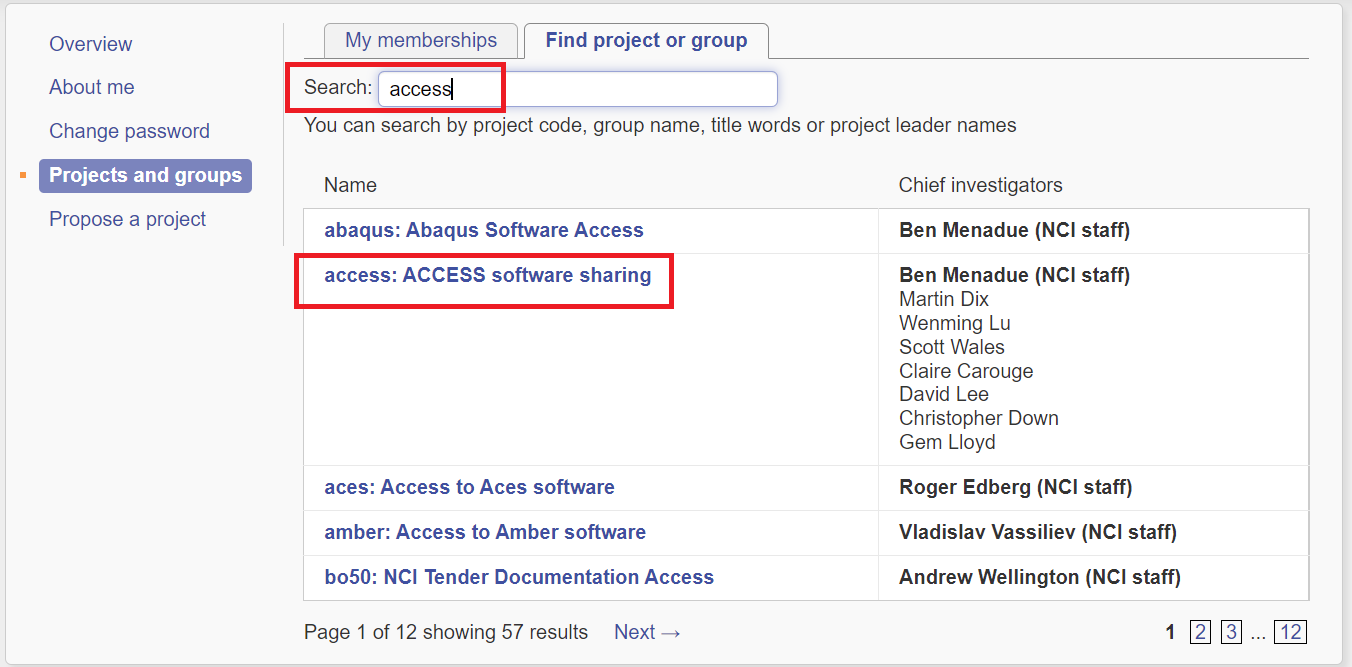 Overview
About me
Change password
Projects and groups
Propose a project
My memberships
Find project or group
Search: access
You can search by project code, group name, title words or project leader names
Name Chief investigators
abaqus: Abaqus Software Access Ben Menadue (NCI staff)
access: ACCESS software sharing Ben Menadue (NCI staff)
Martin Dix
Wenming Lu
Scott Wales
Claire Carouge
David Lee
Christopher Down
Gem Lloyd
aces: Access to Aces software Roger Edberg (NCI staff)
amber: Access to Amber software Vladislav Vassiliev (NCI staff)
bo50: NCI Tender Documentation Access Andrew Wellington (NCI staff)
Page 1 of 12 showing 57 results Next → 1 2 3 ... 12